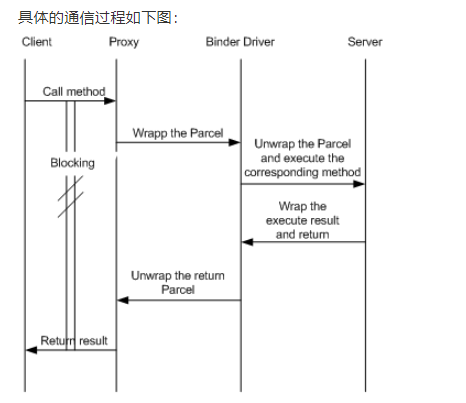 具体的通信过程如下图：
Client Proxy Binder Driver Server
Call method
Wrapp the Parcel
Unwrap the Parcel
and execute the
corresponding method
Blocking
Wrap the
execute result
and return
Unwrap the return
Parcel
Return result